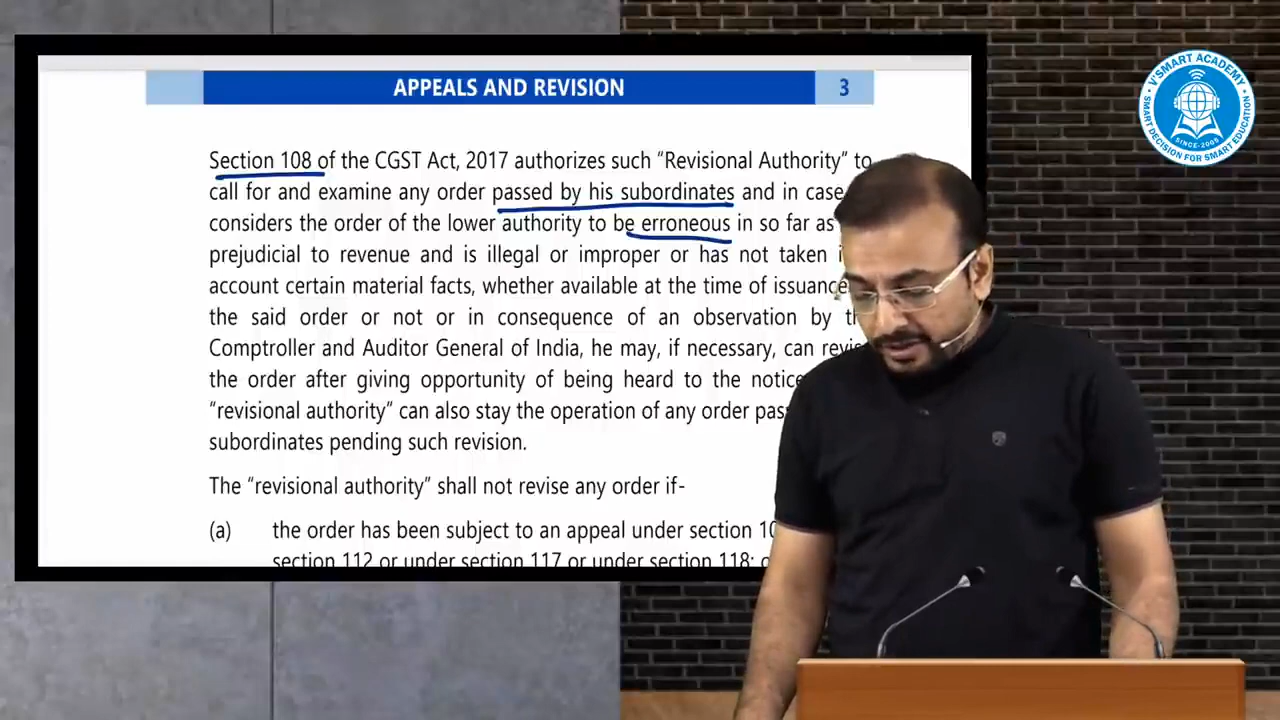 APPEALS AND REVISION 3
Section 108 of the CGST Act, 2017 authorizes such “Revisional Authority” to
call for and examine any order passed by his subordinates and in case
considers the order of the lower authority to be erroneous in so far as
prejudicial to revenue and is illegal or improper or has not taken
account certain material facts, whether available at the time of issuance
the said order or not or in consequence of an observation by
Comptroller and Auditor General of India, he may, if necessary, can
the order after giving opportunity of being heard to the
“revisional authority” can also stay the operation of any order
subordinates pending such revision.
The “revisional authority” shall not revise any order if-
(a) the order has been subject to an appeal under section
section 112 or under section 117 or under section 118;
V'SMART ACADEMY
SINCE-2005
SMART DECISION FOR SMART EDUCATION